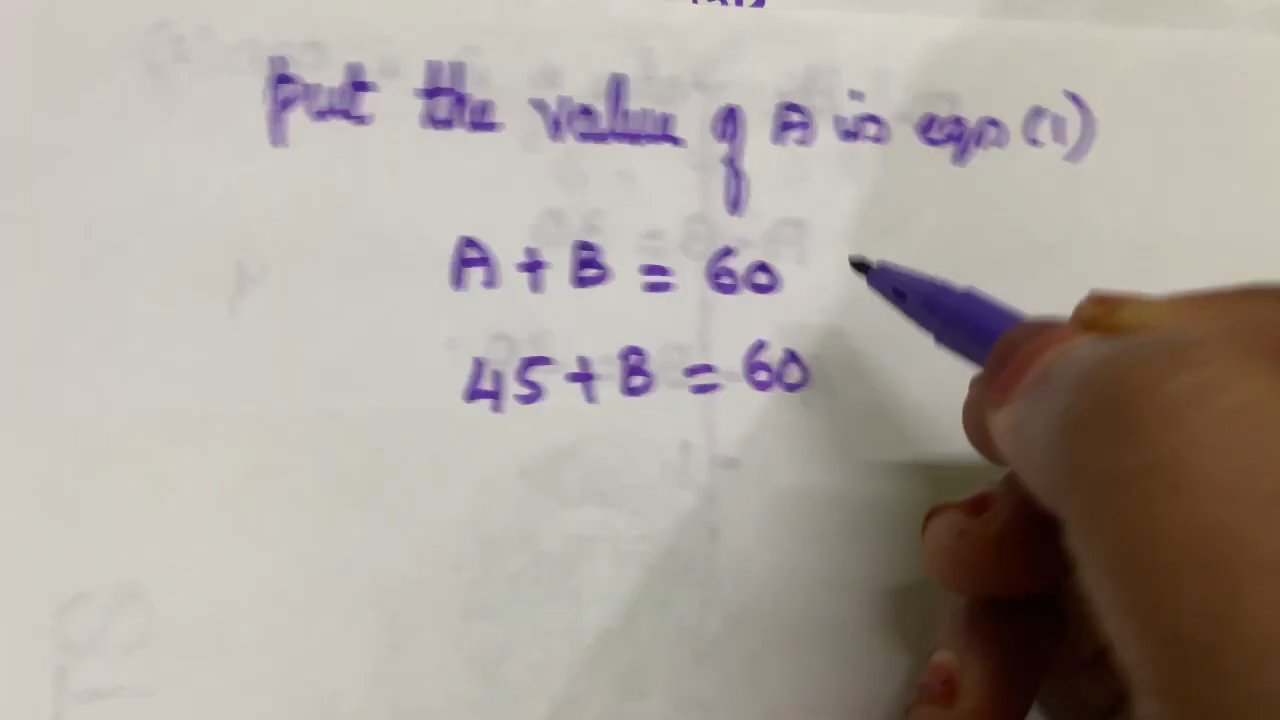 put the value of A in eqn (1)
A + B = 60
45 + B = 60